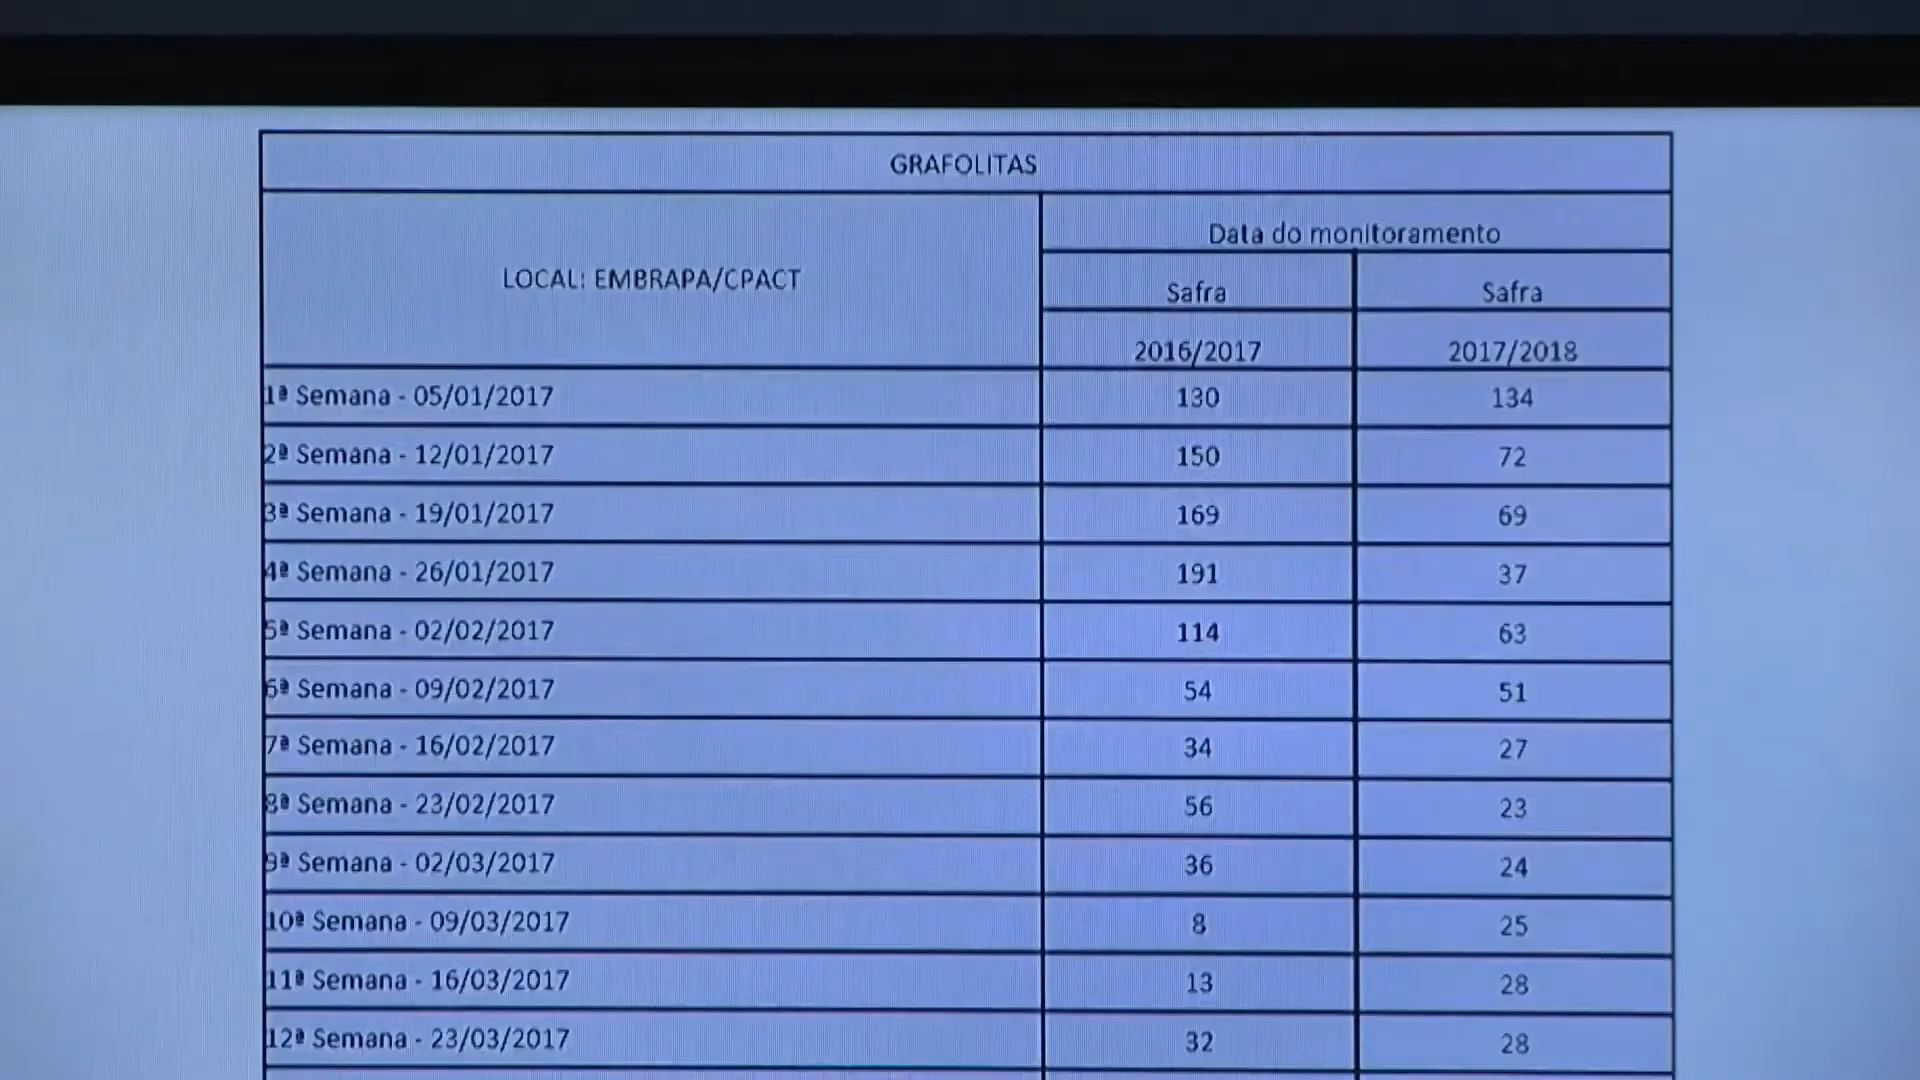 GRAFOLITAS
LOCAL: EMBRAPA/CPACT
Data do monitoramento
Safra Safra
2016/2017 2017/2018
1ª Semana - 05/01/2017 130 134
2ª Semana - 12/01/2017 150 72
3ª Semana - 19/01/2017 169 69
4ª Semana - 26/01/2017 191 37
5ª Semana - 02/02/2017 114 63
6ª Semana - 09/02/2017 54 51
7ª Semana - 16/02/2017 34 27
8ª Semana - 23/02/2017 56 23
9ª Semana - 02/03/2017 36 24
10ª Semana - 09/03/2017 8 25
11ª Semana - 16/03/2017 13 28
12ª Semana - 23/03/2017 32 28